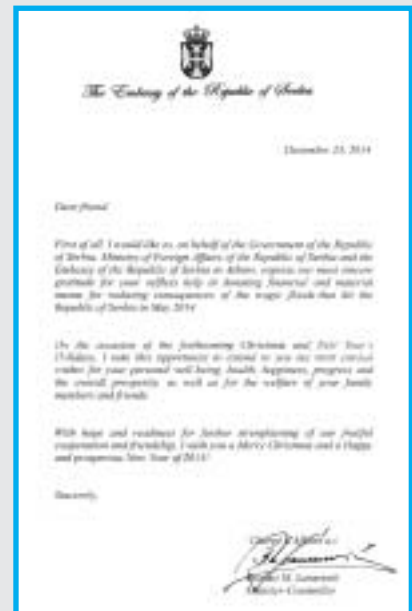 The Embassy of the Republic of Serbia
December 23, 2014
Dear friend
First of all, I would like to, on behalf of the Government of the Republic
of Serbia, Ministry of Foreign Affairs of the Republic of Serbia and the
Embassy of the Republic of Serbia in Athens, express our most sincere
gratitude for your selfless help in donating financial and material
means for reducing consequences of the tragic floods that hit the
Republic of Serbia in May 2014
On the occasion of the forthcoming Christmas and New Year's
Holidays, I take this opportunity to extend to you my most cordial
wishes for your personal well being, health, happiness, progress and
the overall prosperity, as well as for the welfare of your family
members and friends.
With hope and readiness for further strengthening of our fruitful
cooperation and friendship, I wish you a Merry Christmas and a Happy
and prosperous New Year of 2015!
Sincerely,
Minister-Counsellor